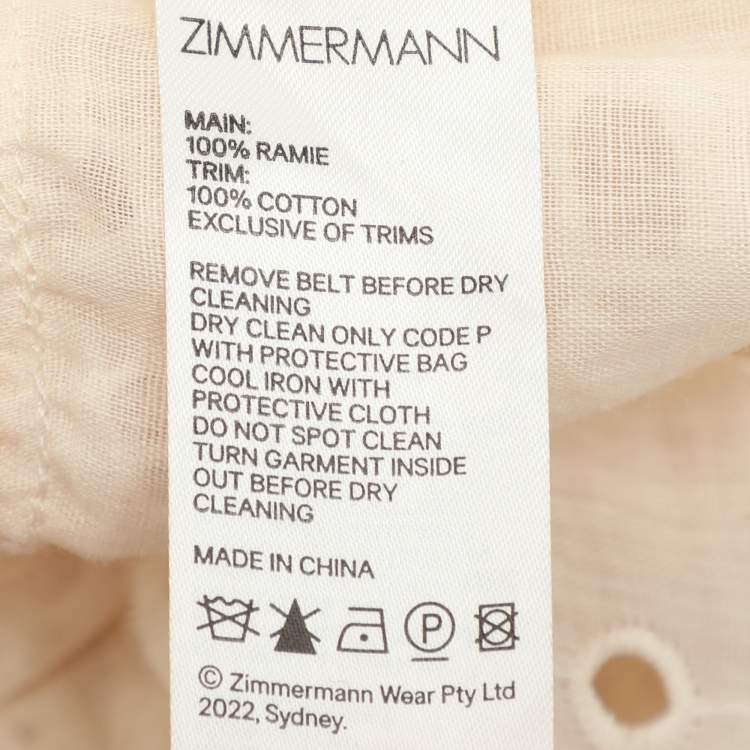 ZIMMERMANN
MAIN:
100% RAMIE
TRIM:
100% COTTON
EXCLUSIVE OF TRIMS
REMOVE BELT BEFORE DRY
CLEANING
DRY CLEAN ONLY CODE P
WITH PROTECTIVE BAG
COOL IRON WITH
PROTECTIVE CLOTH
DO NOT SPOT CLEAN
TURN GARMENT INSIDE
OUT BEFORE DRY
CLEANING
MADE IN CHINA
P
© Zimmermann Wear Pty Ltd
2022, Sydney.